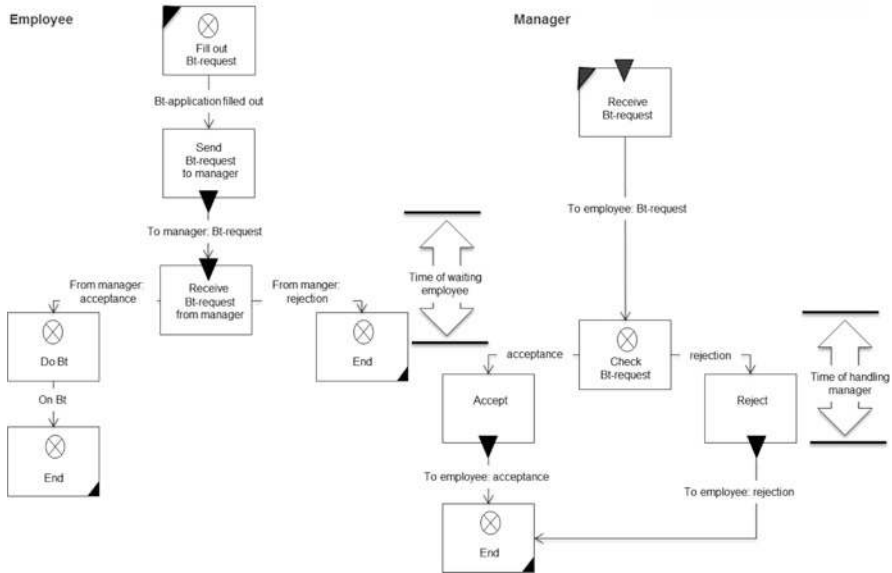 Employee
Fill out
Bt-request
Bt-application filled out
Send
Bt-request
to manager
To manager: Bt-request
Receive
Bt-request
from manager
From manager:
acceptance
From manger:
rejection
Do Bt
On Bt
End
End
Time of waiting
employee
Manager
Receive
Bt-request
To employee: Bt-request
Check
Bt-request
acceptance
rejection
Accept
Reject
Time of handling
manager
To employee: acceptance
To employee: rejection
End